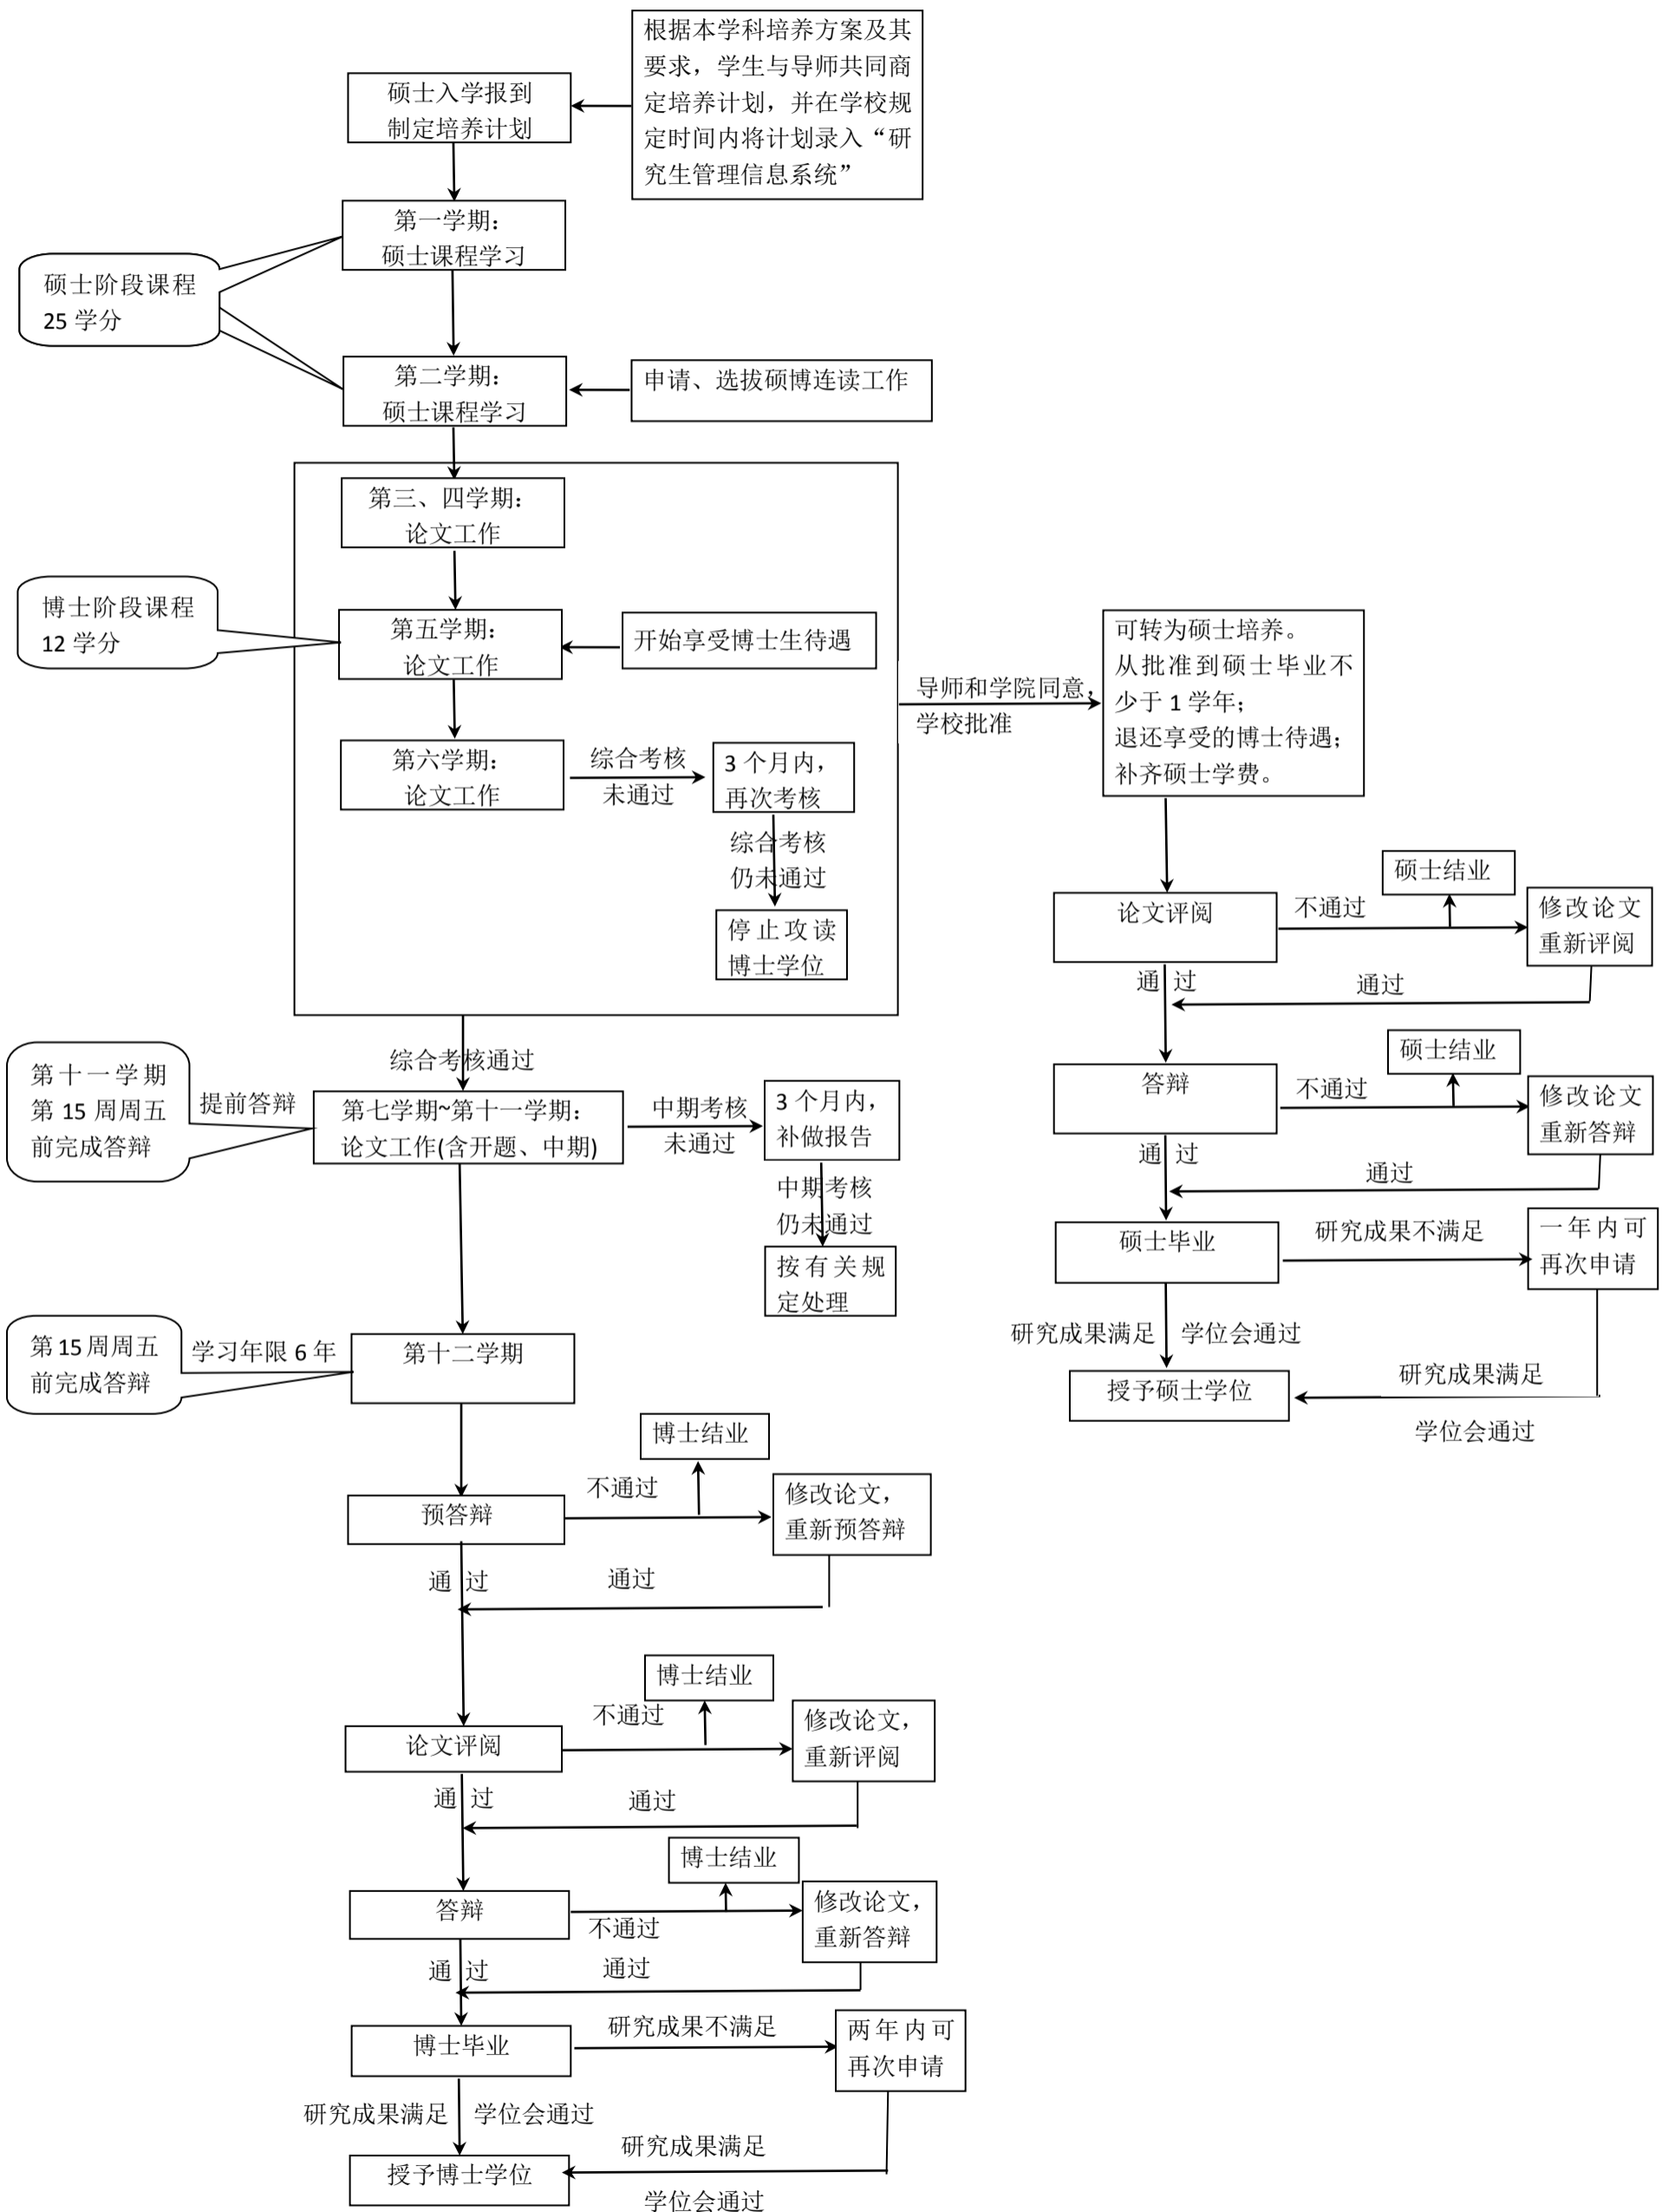 根据本学科培养方案及其
要求，学生与导师共同商
定培养计划，并在学校规
定时间内将计划录入“研
究生管理信息系统”
硕士入学报到
制定培养计划
第一学期：
硕士课程学习
硕士阶段课程
25 学分
第二学期：
硕士课程学习
申请、选拔硕博连读工作
第三、四学期：
论文工作
博士阶段课程
12 学分
第五学期：
论文工作
开始享受博士生待遇
第六学期：
论文工作
综合考核
未通过
3 个月内，
再次考核
综合考核
仍未通过
停止攻读
博士学位
导师和学院同意，
学校批准
可转为硕士培养。
从批准到硕士毕业不
少于 1 学年；
退还享受的博士待遇；
补齐硕士学费。
论文评阅
不通过
硕士结业
修改论文
重新评阅
通过
通过
答辩
不通过
硕士结业
修改论文
重新答辩
通过
通过
硕士毕业
研究成果不满足
一年内可
再次申请
研究成果满足
学位会通过
授予硕士学位
研究成果满足
学位会通过
综合考核通过
第十一学期
第 15 周周五
前完成答辩
提前答辩
第七学期~第十一学期：
论文工作(含开题、中期)
中期考核
未通过
3 个月内，
补做报告
中期考核
仍未通过
按有关规
定处理
第 15 周周五
前完成答辩
学习年限 6 年
第十二学期
预答辩
不通过
博士结业
修改论文，
重新预答辩
通过
通过
论文评阅
不通过
博士结业
修改论文，
重新评阅
通过
通过
答辩
不通过
博士结业
修改论文，
重新答辩
通过
通过
博士毕业
研究成果不满足
两年内可
再次申请
研究成果满足
学位会通过
授予博士学位
研究成果满足
学位会通过